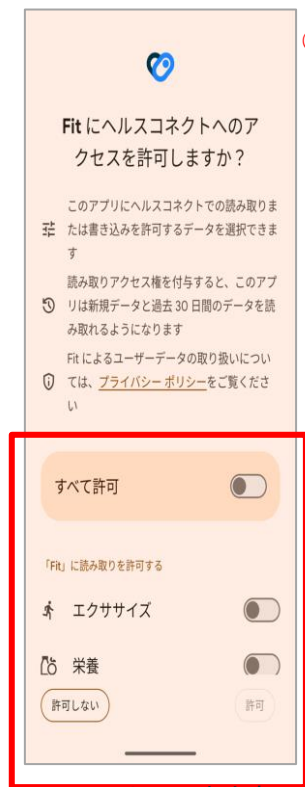 Fit にヘルスコネクトへのア
クセスを許可しますか？
このアプリにヘルスコネクトでの読み取りま
たは書き込みを許可するデータを選択できま
す
読み取りアクセス権を付与すると、このアプ
リは新規データと過去 30 日間のデータを読
み取れるようになります
Fit によるユーザーデータの取り扱いについ
ては、プライバシー ポリシーをご覧くださ
い
すべて許可
「Fit」に読み取りを許可する
エクササイズ
栄養
許可しない
許可